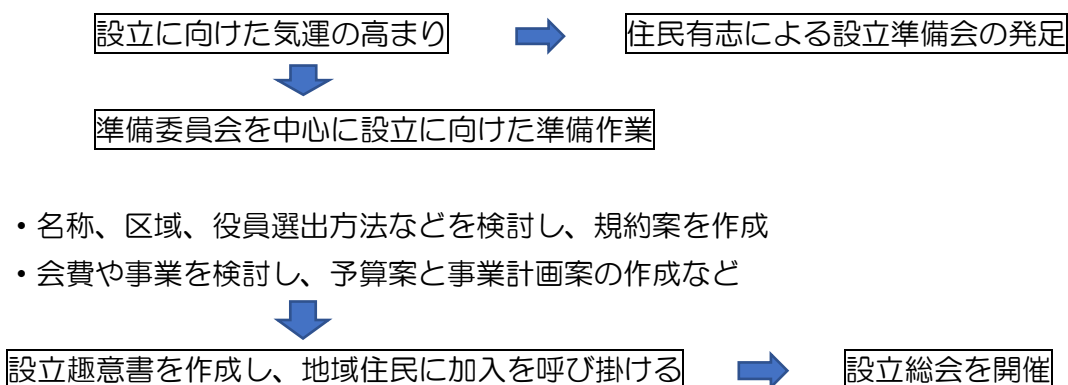 設立に向けた気運の高まり
住民有志による設立準備会の発足
準備委員会を中心に設立に向けた準備作業
・名称、区域、役員選出方法などを検討し、規約案を作成
・会費や事業を検討し、予算案と事業計画案の作成など
設立趣意書を作成し、地域住民に加入を呼び掛ける
設立総会を開催